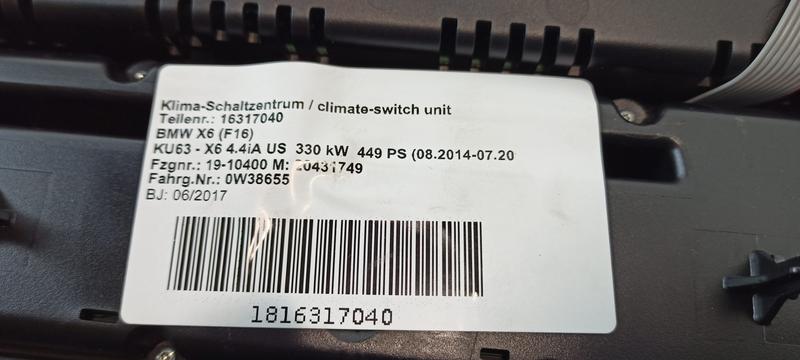 Klima-Schaltzentrum / climate-switch unit
Teilenr.: 16317040
BMW X6 (F16)
KU63 - X6 4.4iA US 330 kW 449 PS (08.2014-07.20
Fzgnr.: 19-10400 M: 20431749
Fahrg.Nr.: 0W38655
BJ: 06/2017
1816317040